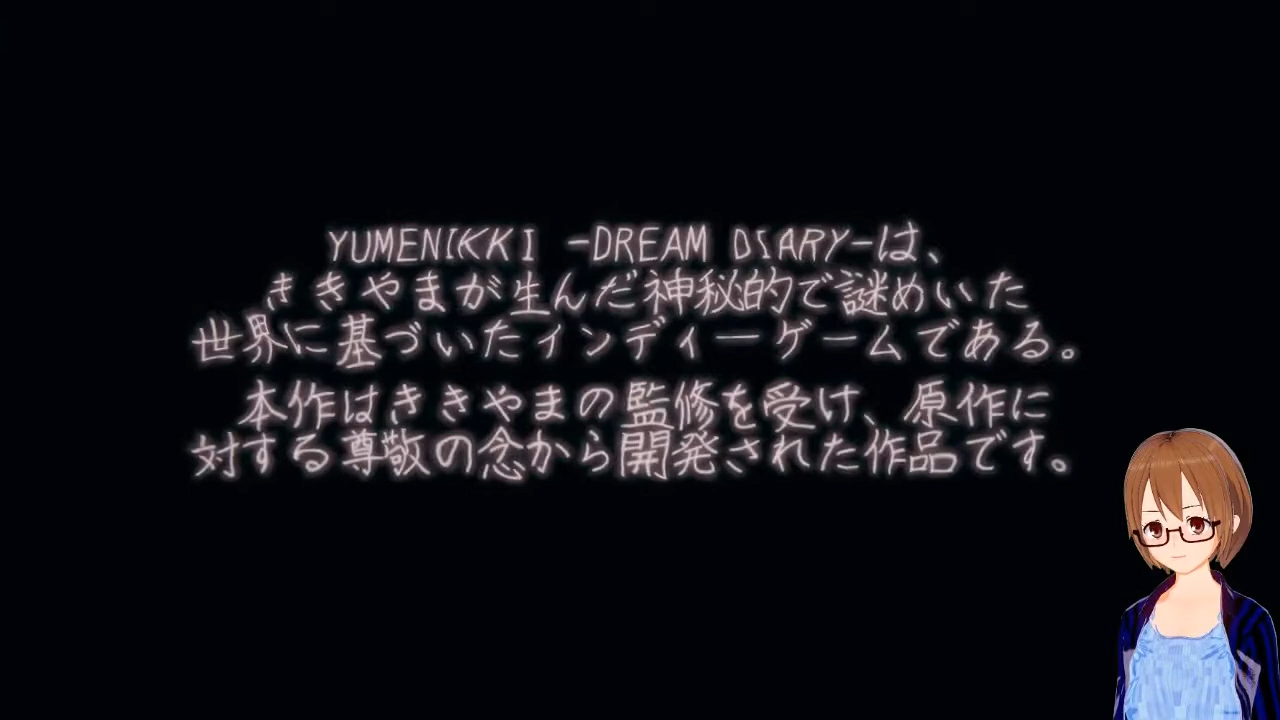 YUMENIKKI -DREAM DIARY-は、
ききやまが生んだ神秘的で謎めいた
世界に基づいたインディーゲームである。
本作はききやまの監修を受け、原作に
対する尊敬の念から開発された作品です。